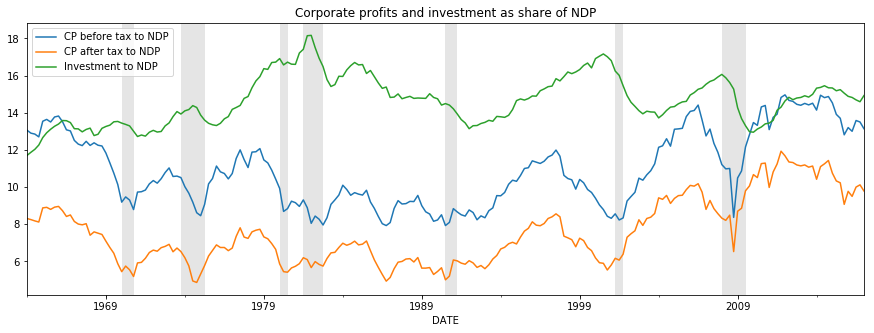 Corporate profits and investment as share of NDP
CP before tax to NDP
CP after tax to NDP
Investment to NDP
18
16
14
12
10
8
6
1969 1979 1989 1999 2009
DATE